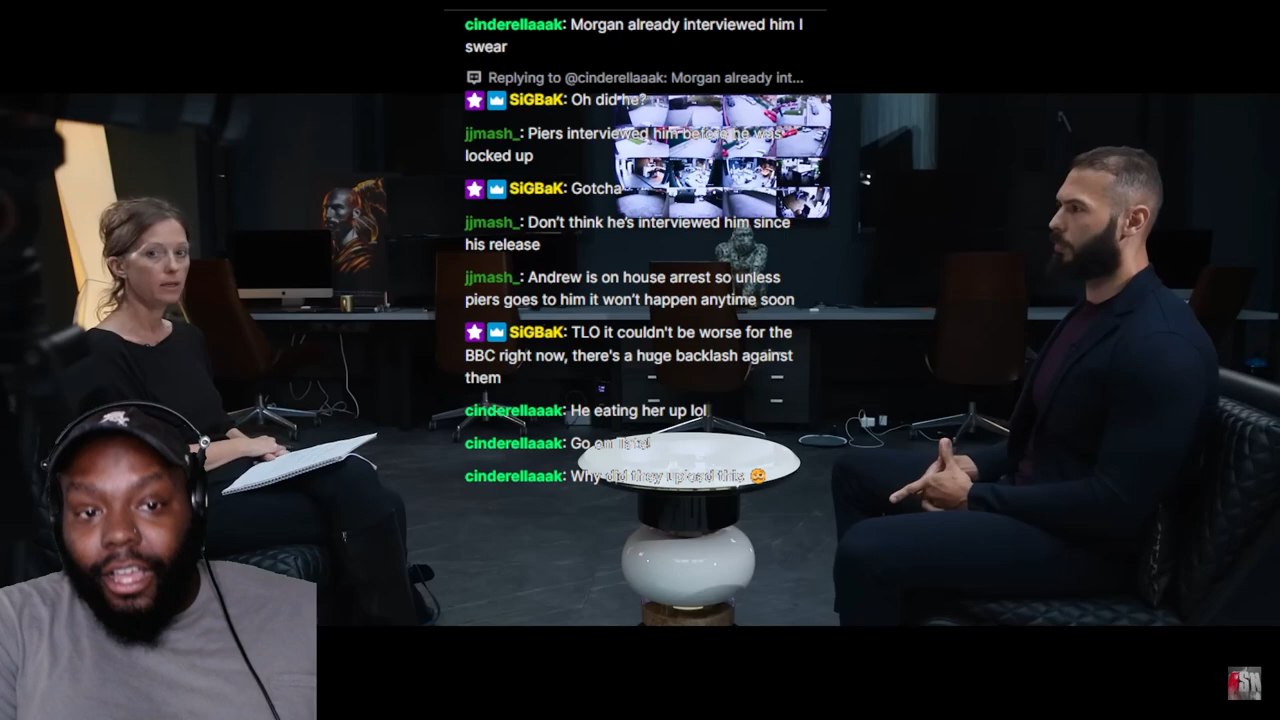 cinderellaaak: Morgan already interviewed him I
swear
Replying to @cinderellaaak: Morgan already int...
SiGBaK: Oh did he?
jjmash_: Piers interviewed him before he was
locked up
SiGBaK: Gotcha
jjmash_: Don't think he's interviewed him since
his release
jjmash_: Andrew is on house arrest so unless
piers goes to him it won't happen anytime soon
SiGBaK: TLO it couldn't be worse for the
BBC right now, there's a huge backlash against
them
cinderellaaak: He eating her up lol
cinderellaaak: Go on
cinderellaaak: Why did they upload this 🥴